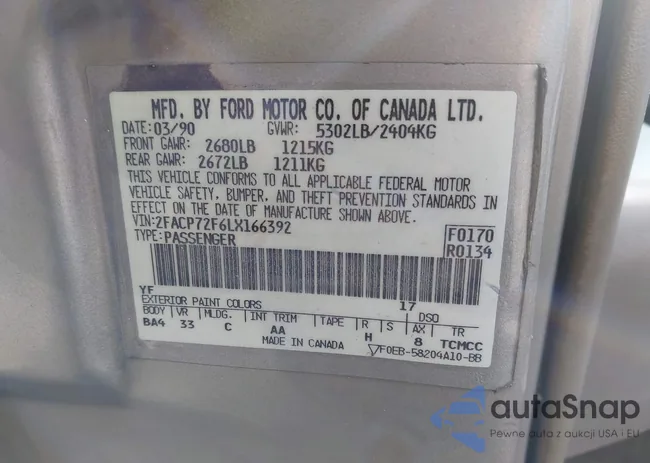 MFD. BY FORD MOTOR CO. OF CANADA LTD.
DATE: 03/90 GVWR: 5302LB/2404KG
FRONT GAWR: 2680LB 1215KG
REAR GAWR: 2672LB 1211KG
THIS VEHICLE CONFORMS TO ALL APPLICABLE FEDERAL MOTOR
VEHICLE SAFETY, BUMPER, AND THEFT PREVENTION STANDARDS IN
EFFECT ON THE DATE OF MANUFACTURE SHOWN ABOVE.
VIN: 2FACP72F6LX166392 F0170
TYPE: PASSENGER R0134
YF 17
EXTERIOR PAINT COLORS DSO
BODY VR MLDG. INT TRIM TAPE R S AX TR
BA4 33 C AA H 8 TCMCC
MADE IN CANADA F0EB-58204A10-BB
autaSnap
Pewne auta z aukcji USA i EU